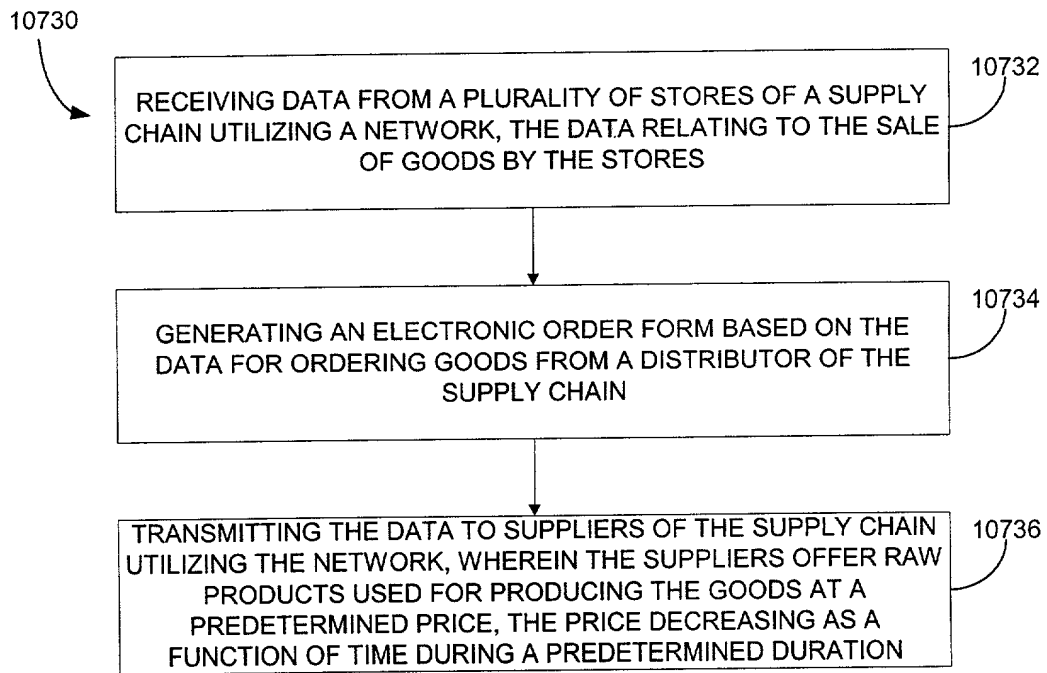 10730
RECEIVING DATA FROM A PLURALITY OF STORES OF A SUPPLY
CHAIN UTILIZING A NETWORK, THE DATA RELATING TO THE SALE
OF GOODS BY THE STORES
10732
GENERATING AN ELECTRONIC ORDER FORM BASED ON THE
DATA FOR ORDERING GOODS FROM A DISTRIBUTOR OF THE
SUPPLY CHAIN
10734
TRANSMITTING THE DATA TO SUPPLIERS OF THE SUPPLY CHAIN
UTILIZING THE NETWORK, WHEREIN THE SUPPLIERS OFFER RAW
PRODUCTS USED FOR PRODUCING THE GOODS AT A
PREDETERMINED PRICE, THE PRICE DECREASING AS A
FUNCTION OF TIME DURING A PREDETERMINED DURATION
10736